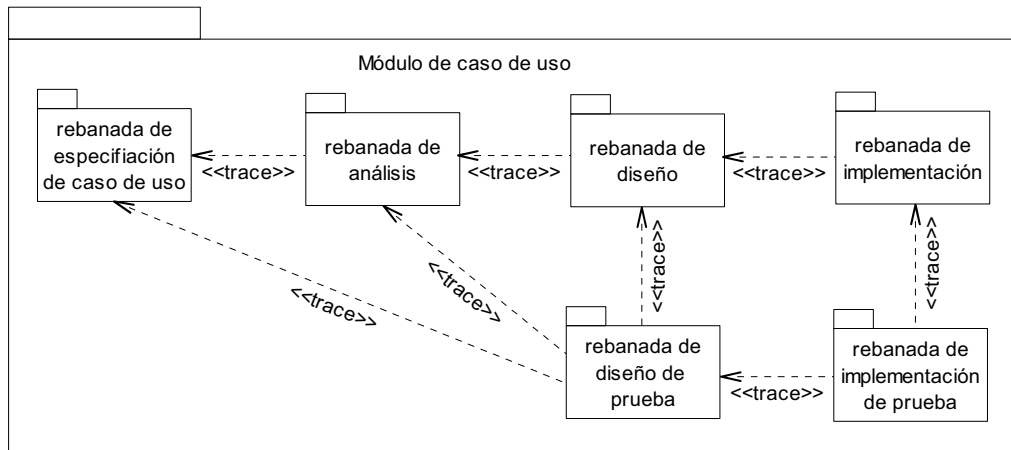 Módulo de caso de uso
rebanada de
especifiación
de caso de uso
<<trace>>
rebanada de
análisis
<<trace>>
rebanada de
diseño
<<trace>>
rebanada de
implementación
<<trace>>
<<trace>>
<<trace>>
<<trace>>
rebanada de
diseño de
prueba
<<trace>>
rebanada de
implementación
de prueba